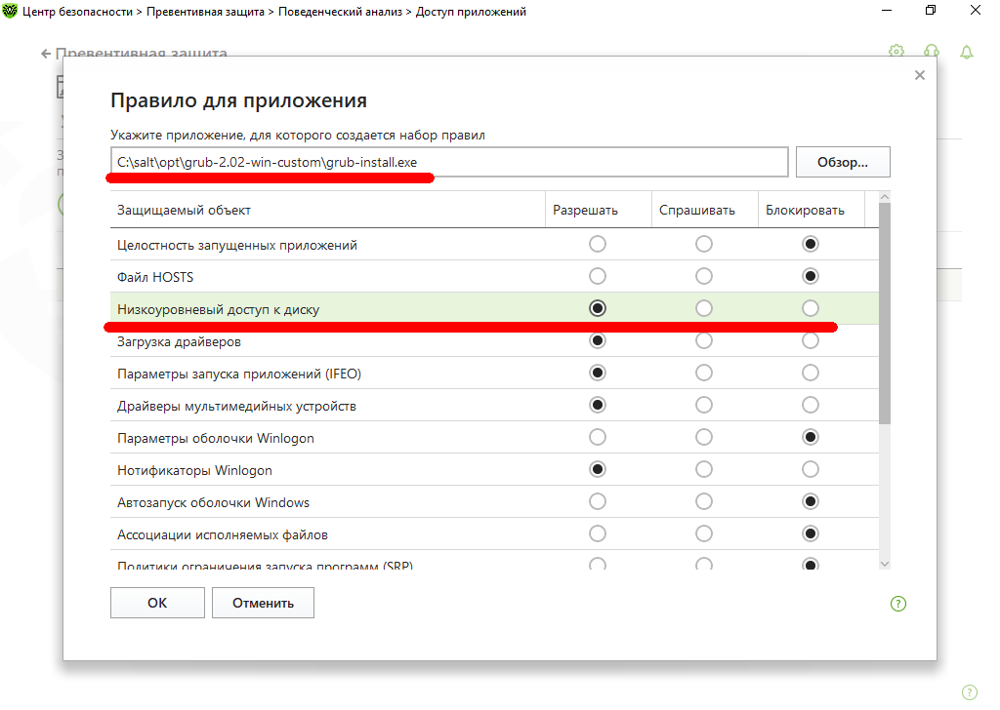 Центр безопасности > Превентивная защита > Поведенческий анализ > Доступ приложений
Превентивная защита
Правило для приложения
Укажите приложение, для которого создается набор правил
C:\salt\opt\grub-2.02-win-custom\grub-install.exe
Обзор...
Защищаемый объект Разрешать Спрашивать Блокировать
Целостность запущенных приложений
Файл HOSTS
Низкоуровневый доступ к диску
Загрузка драйверов
Параметры запуска приложений (IFEO)
Драйверы мультимедийных устройств
Параметры оболочки Winlogon
Нотификаторы Winlogon
Автозапуск оболочки Windows
Ассоциации исполняемых файлов
Политики ограничения запуска программ (SRP)
ОК Отменить
?
?